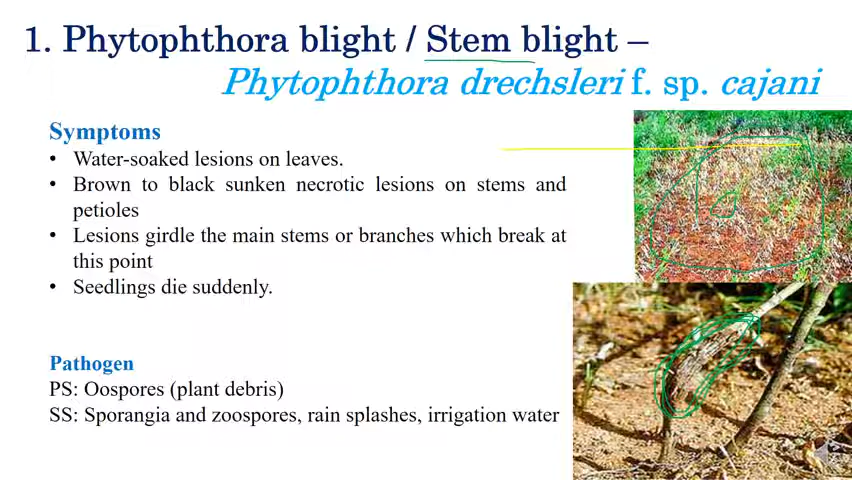 1. Phytophthora blight / Stem blight –
Phytophthora drechsleri f. sp. cajani
Symptoms
• Water-soaked lesions on leaves.
• Brown to black sunken necrotic lesions on stems and
petioles
• Lesions girdle the main stems or branches which break at
this point
• Seedlings die suddenly.
Pathogen
PS: Oospores (plant debris)
SS: Sporangia and zoospores, rain splashes, irrigation water